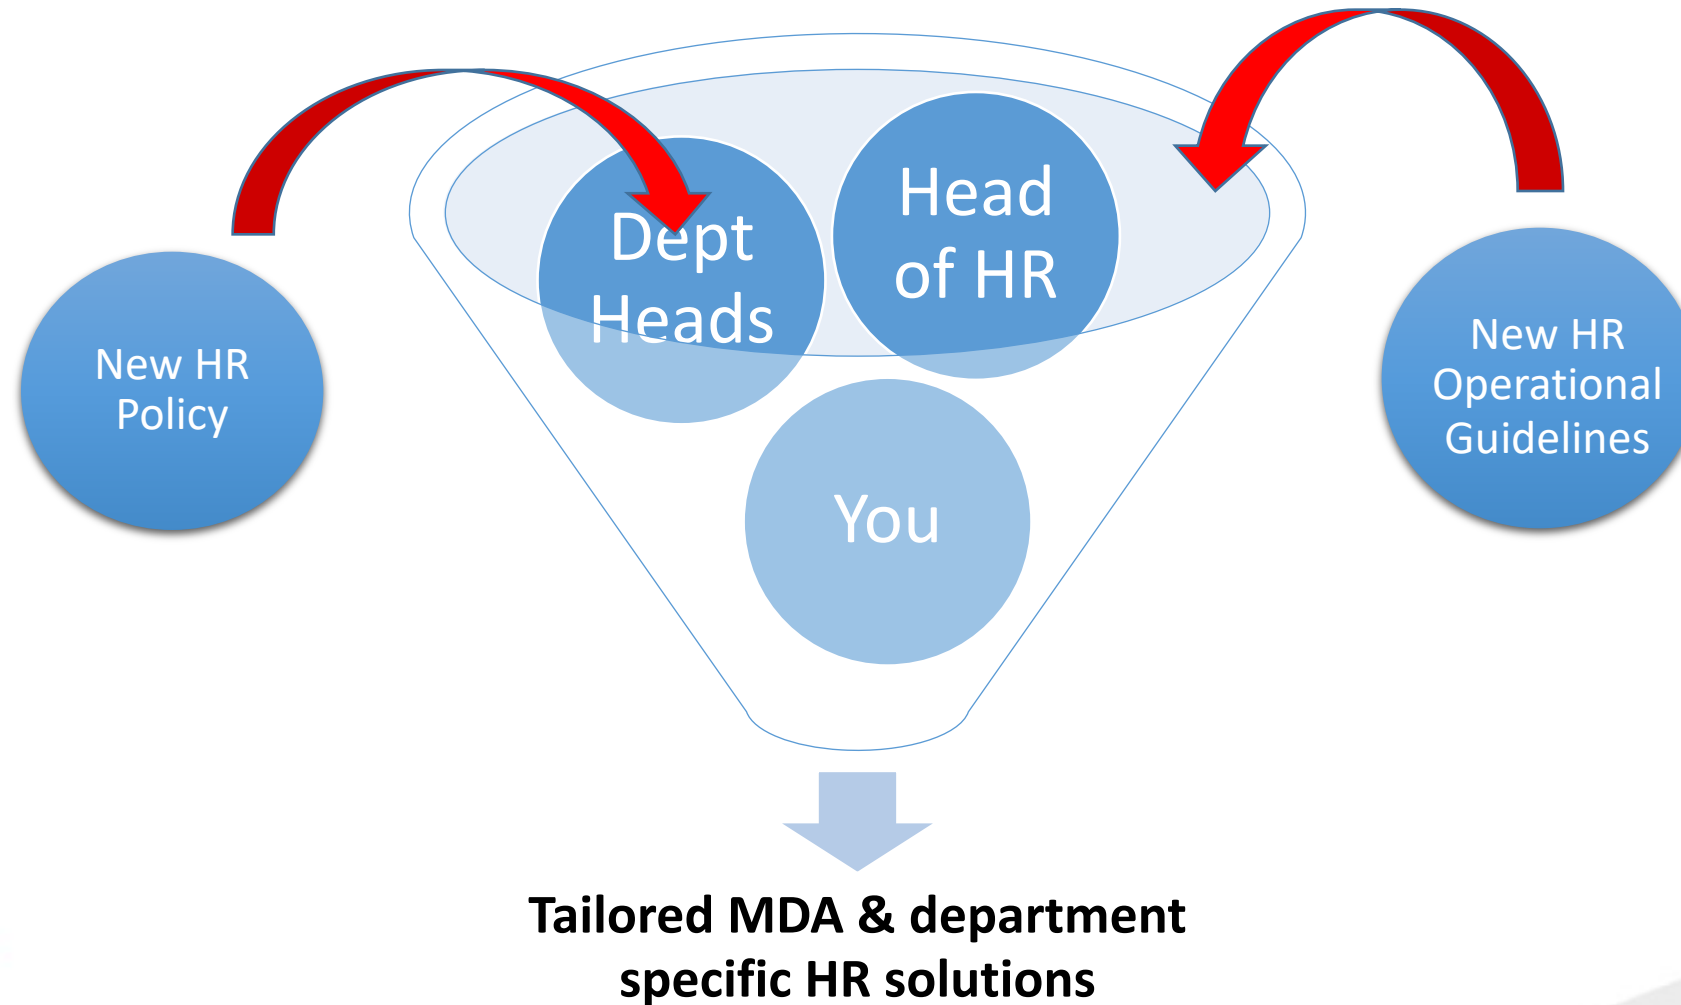 Dept
Heads
Head
of HR
New HR
Policy
New HR
Operational
Guidelines
You
Tailored MDA & department
specific HR solutions